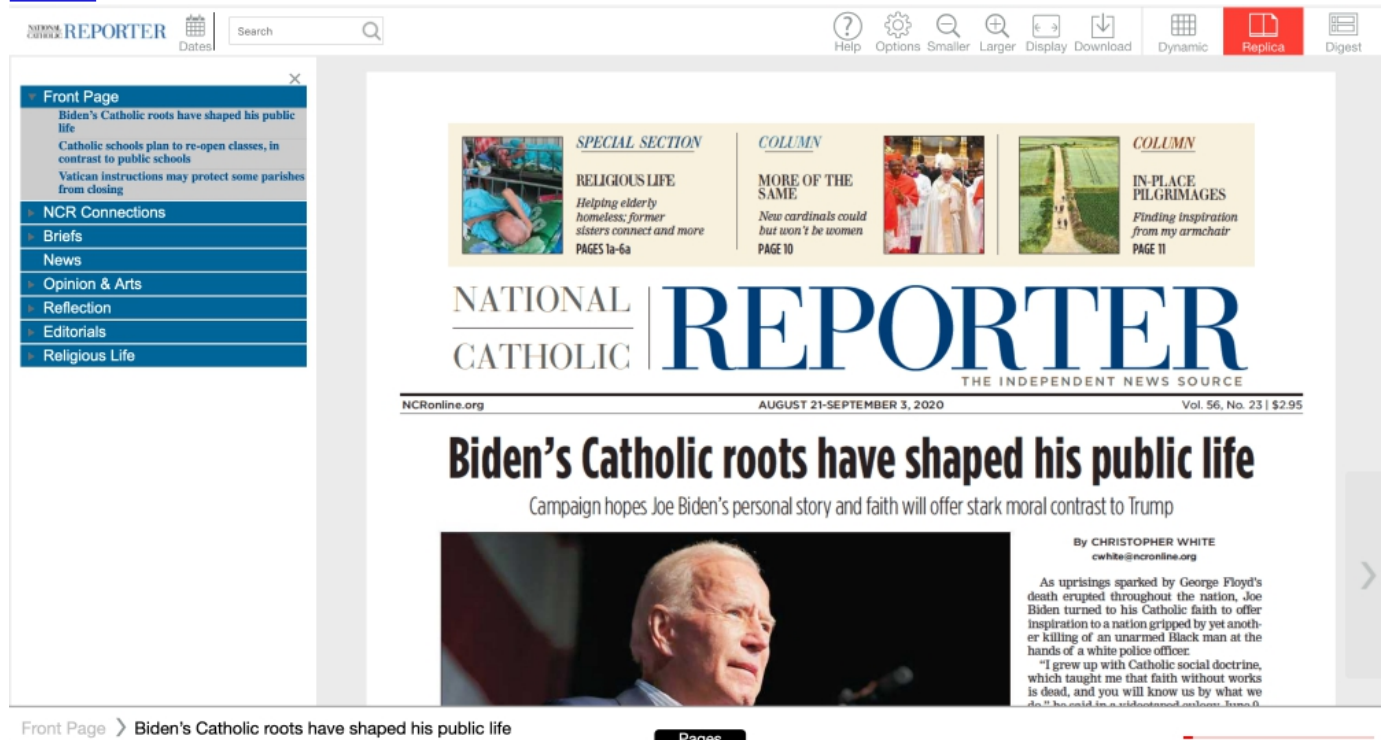 NATIONAL
CATHOLIC REPORTER
Dates
Search
Help
Options
Smaller
Larger
Display
Download
Dynamic
Replica
Digest
Front Page
Biden's Catholic roots have shaped his public
life
Catholic schools plan to re-open classes, in
contrast to public schools
Vatican instructions may protect some parishes
from closing
NCR Connections
Briefs
News
Opinion & Arts
Reflection
Editorials
Religious Life
SPECIAL SECTION
RELIGIOUS LIFE
Helping elderly
homeless; former
sisters connect and more
PAGES 1a-6a
COLUMN
MORE OF THE
SAME
New cardinals could
but won't be women
PAGE 10
COLUMN
IN-PLACE
PILGRIMAGES
Finding inspiration
from my armchair
PAGE 11
NATIONAL
CATHOLIC
REPORTER
THE INDEPENDENT NEWS SOURCE
NCRonline.org
AUGUST 21-SEPTEMBER 3, 2020
Vol. 56, No. 23 | $2.95
Biden's Catholic roots have shaped his public life
Campaign hopes Joe Biden's personal story and faith will offer stark moral contrast to Trump
By CHRISTOPHER WHITE
cwhite@ncronline.org
As uprisings sparked by George Floyd's
death erupted throughout the nation, Joe
Biden turned to his Catholic faith to offer
inspiration to a nation gripped by yet anoth-
er killing of an unarmed Black man at the
hands of a white police officer.
"I grew up with Catholic social doctrine,
which taught me that faith without works
is dead, and you will know us by what we
do," he said in a videotaped eulogy June 9
Front Page > Biden's Catholic roots have shaped his public life
Pages